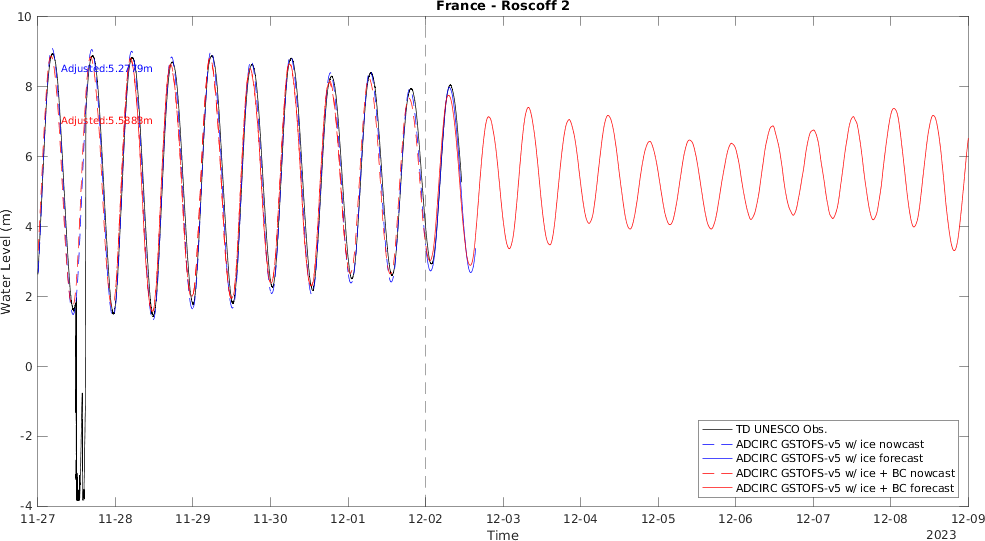 France - Roscoff 2
10
8
6
4
2
0
-2
-4
Water Level (m)
Adjusted:5.2779m
Adjusted:5.5383m
TD UNESCO Obs.
ADCIRC GSTOFS-v5 w/ ice nowcast
ADCIRC GSTOFS-v5 w/ ice forecast
ADCIRC GSTOFS-v5 w/ ice + BC nowcast
ADCIRC GSTOFS-v5 w/ ice + BC forecast
11-27 11-28 11-29 11-30 12-01 12-02 12-03 12-04 12-05 12-06 12-07 12-08 12-09
Time
2023